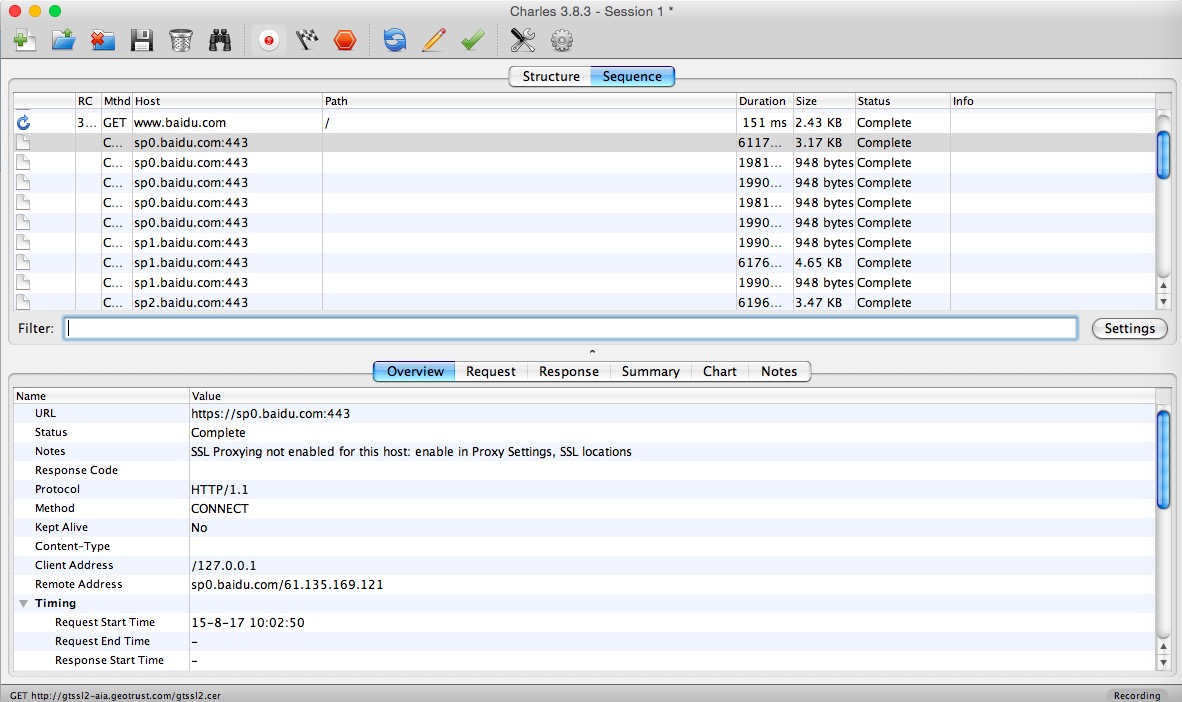 Charles 3.8.3 - Session 1 *
Structure Sequence
RC Mthd Host Path Duration Size Status Info
3... GET www.baidu.com / 151 ms 2.43 KB Complete
C... sp0.baidu.com:443 6117... 3.17 KB Complete
C... sp0.baidu.com:443 1981... 948 bytes Complete
C... sp0.baidu.com:443 1990... 948 bytes Complete
C... sp0.baidu.com:443 1981... 948 bytes Complete
C... sp0.baidu.com:443 1990... 948 bytes Complete
C... sp1.baidu.com:443 1990... 948 bytes Complete
C... sp1.baidu.com:443 6176... 4.65 KB Complete
C... sp1.baidu.com:443 1990... 948 bytes Complete
C... sp2.baidu.com:443 6196... 3.47 KB Complete
Filter: Settings
Overview Request Response Summary Chart Notes
Name Value
URL https://sp0.baidu.com:443
Status Complete
Notes SSL Proxying not enabled for this host: enable in Proxy Settings, SSL locations
Response Code
Protocol HTTP/1.1
Method CONNECT
Kept Alive No
Content-Type
Client Address /127.0.0.1
Remote Address sp0.baidu.com/61.135.169.121
Timing
Request Start Time 15-8-17 10:02:50
Request End Time -
Response Start Time -
GET http://gtssl2-aia.geotrust.com/gtssl2.cer Recording